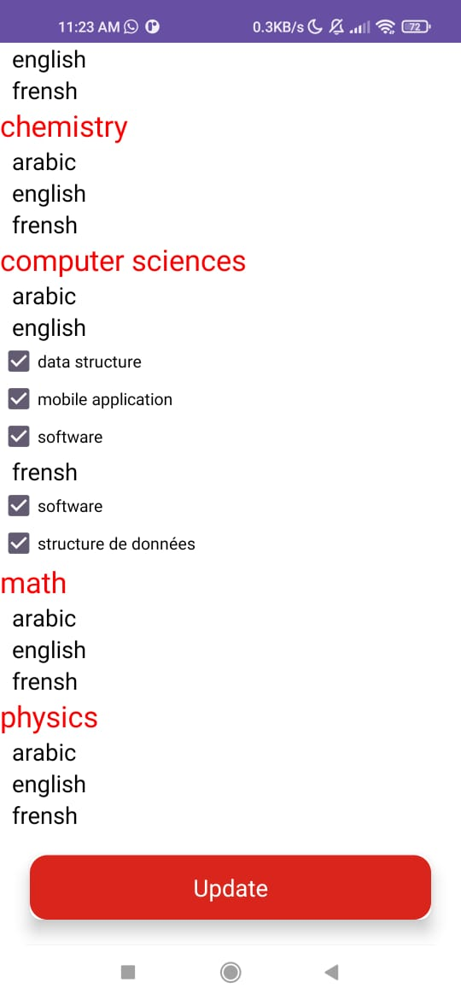 11:23 AM 0.3KB/s 72
english
frensh
chemistry
arabic
english
frensh
computer sciences
arabic
english
data structure
mobile application
software
frensh
software
structure de données
math
arabic
english
frensh
physics
arabic
english
frensh
Update